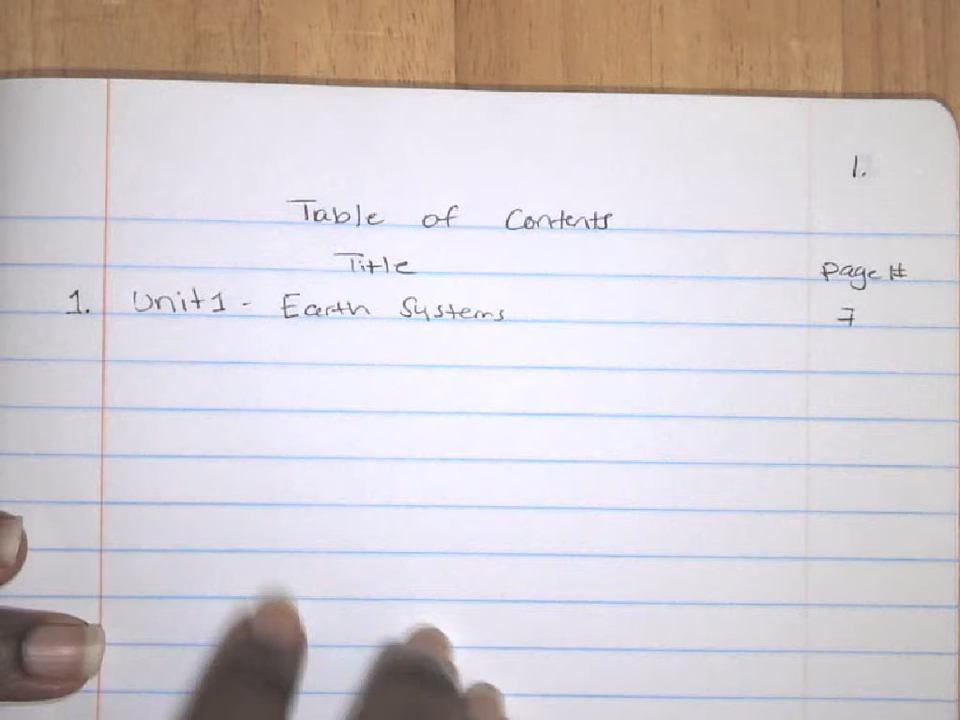 1.
Table of Contents
Title page #
1. Unit 1 - Earth Systems 7